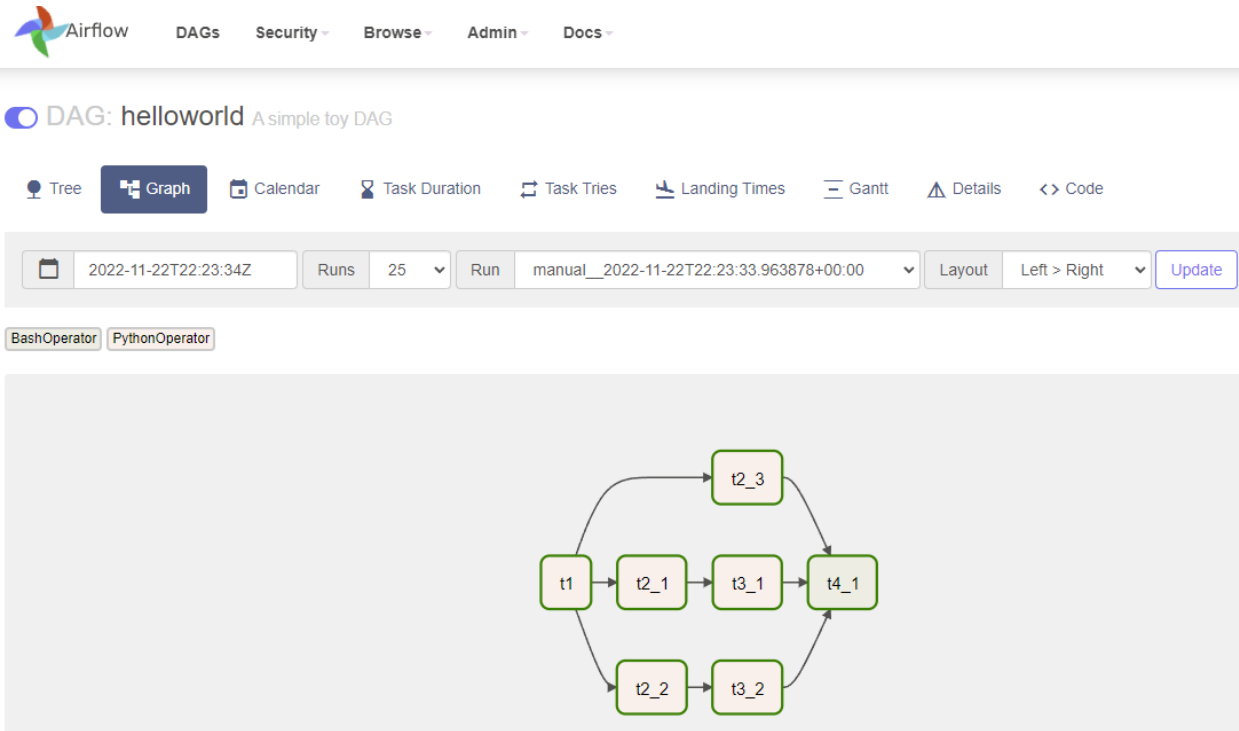 Airflow DAGs Security Browse Admin Docs
DAG: helloworld A simple toy DAG
Tree Graph Calendar Task Duration Task Tries Landing Times Gantt Details <> Code
2022-11-22T22:23:34Z Runs 25 Run manual__2022-11-22T22:23:33.963878+00:00 Layout Left > Right Update
BashOperator PythonOperator
t2_3
t1 t2_1 t3_1 t4_1
t2_2 t3_2